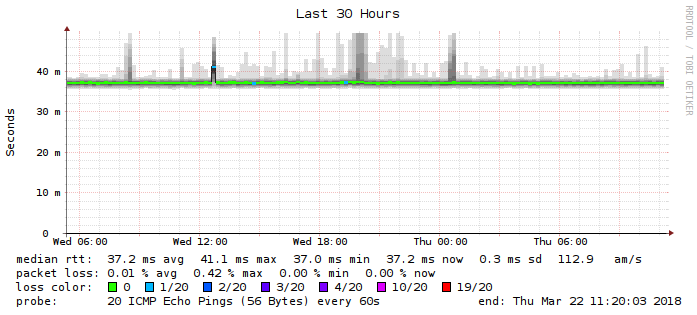 Last 30 Hours
RRDTOOL / TOBI OETIKER
Seconds
40 m
30 m
20 m
10 m
0
Wed 06:00 Wed 12:00 Wed 18:00 Thu 00:00 Thu 06:00
median rtt: 37.2 ms avg 41.1 ms max 37.0 ms min 37.2 ms now 0.3 ms sd 112.9 am/s
packet loss: 0.01 % avg 0.42 % max 0.00 % min 0.00 % now
loss color: 0 1/20 2/20 3/20 4/20 10/20 19/20
probe: 20 ICMP Echo Pings (56 Bytes) every 60s end: Thu Mar 22 11:20:03 2018